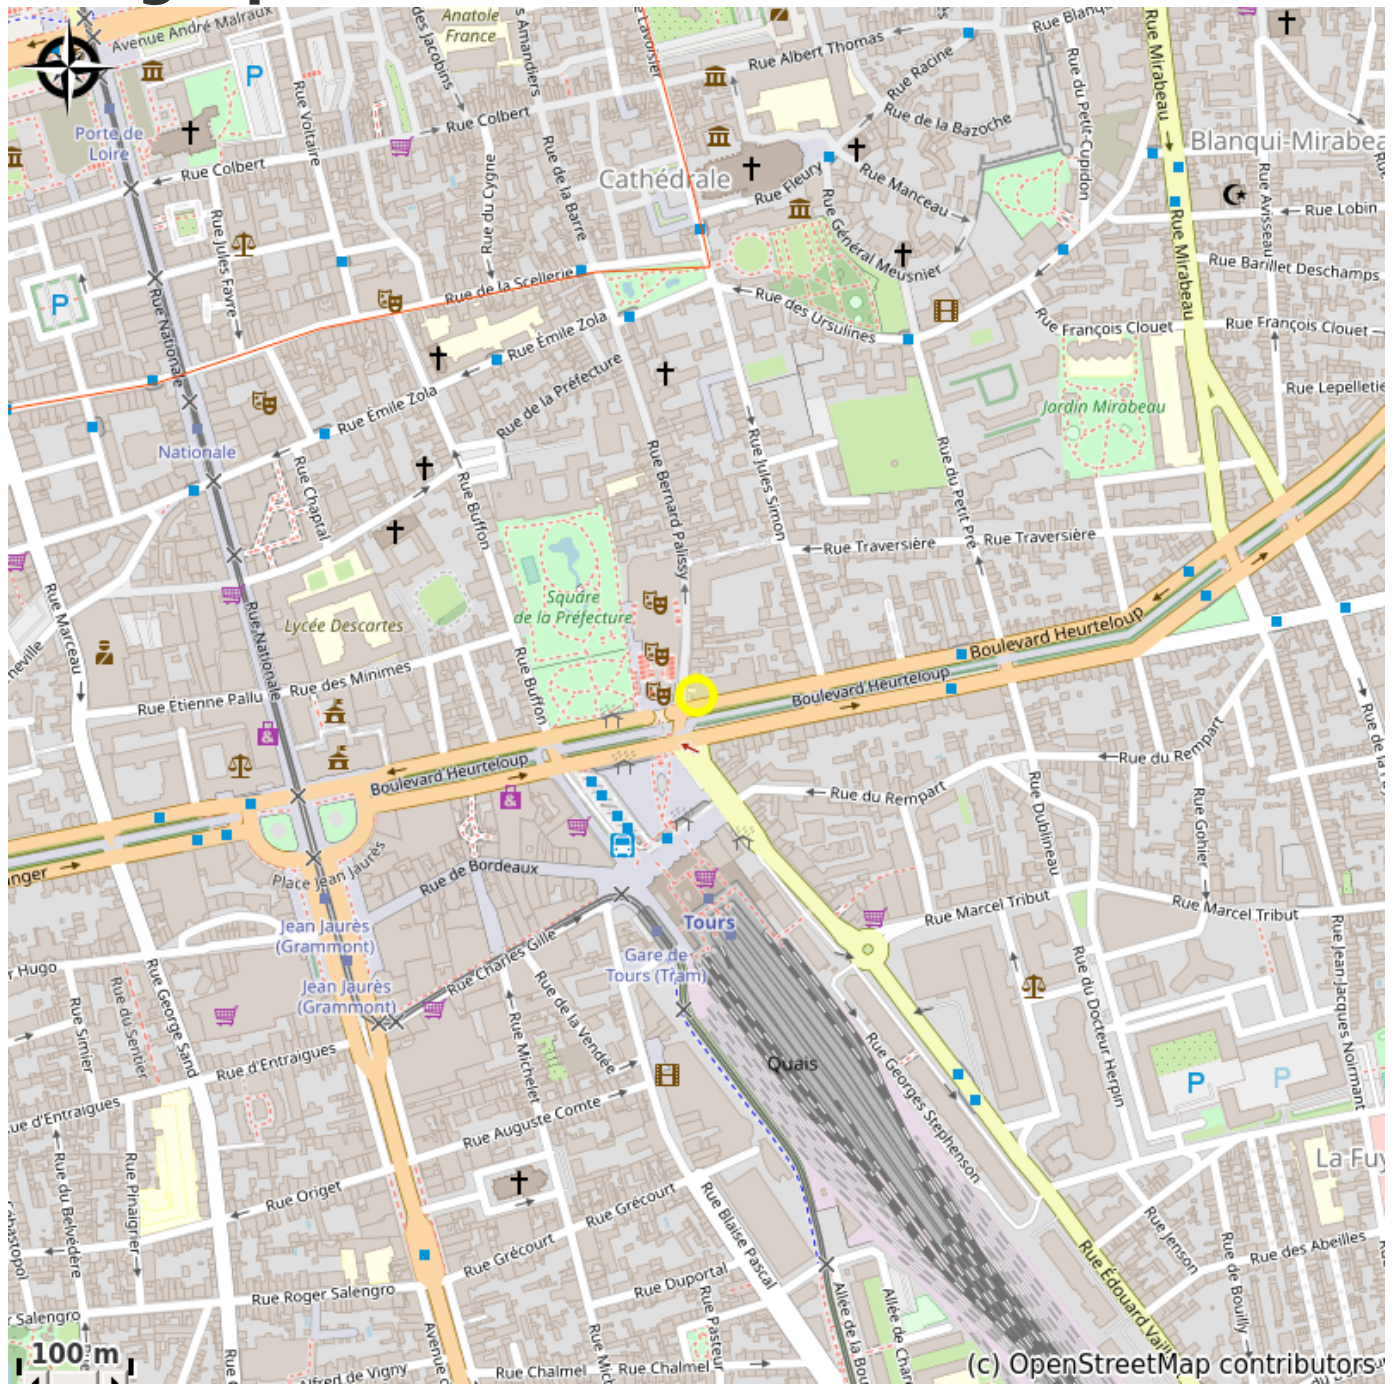 Avenue André Malraux
Anatole
France
Rue Albert Thomas
Rue Racine
Rue Mirabeau
Rue du Petit-Cupidon
Rue Voltaire
Rue Colbert
Rue de la Bazoche
Porte de
Loire
Rue Colbert
Rue du Cygne
Rue de la Barre
Cathédrale
Rue Fleury
Rue Manceau
Rue Avisseau
Rue Lobin
Rue Jules Favre
Rue Général Meusnier
Rue Mirabeau
Rue Barillet Deschamps
Rue de la Scellerie
Rue des Ursulines
Rue François Clouet
Rue François Clouet
Rue Nationale
Rue Émile Zola
Rue de la Préfecture
Rue Émile Zola
Jardin Mirabeau
Nationale
Rue Chaptal
Rue Buffon
Rue Bernard Palissy
Rue Jules Simon
Rue du Petit Pré
Rue Traversière
Rue Traversière
Rue Marceau
Rue Nationale
Lycée Descartes
Square
de la Préfecture
Boulevard Heurteloup
Rue Étienne Pallu
Rue des Minimes
Rue Buffon
Boulevard Heurteloup
Boulevard Heurteloup
Rue du Rempart
Rue du Rempart
Rue Dublineau
Rue Gohier
Place Jean Jaurès
Rue de Bordeaux
Rue Marcel Tribut
Rue Marcel Tribut
Jean Jaurès
(Grammont)
Tours
Gare de
Tours (Tram)
Rue Charles Gille
Jean Jaurès
(Grammont)
Rue Simier
Rue du Sentier
Rue George Sand
Rue Michelet
Rue de la Vendée
Quais
Rue Georges Stephenson
Rue du Docteur Herpin
Rue Jean-Jacques Noirmant
Rue d'Entraigues
Rue Auguste Comte
Rue du Belvédère
Rue Pinaigrier
Rue Origet
Rue Grécourt
Rue Blaise Pascal
Rue Jenson
Rue des Abeilles
Rue Grécourt
Rue Duportal
Rue de Bouilly
Rue Roger Salengro
Rue Pasteur
Rue Chalmel
Rue Chalmel
100 m
(c) OpenStreetMap contributors